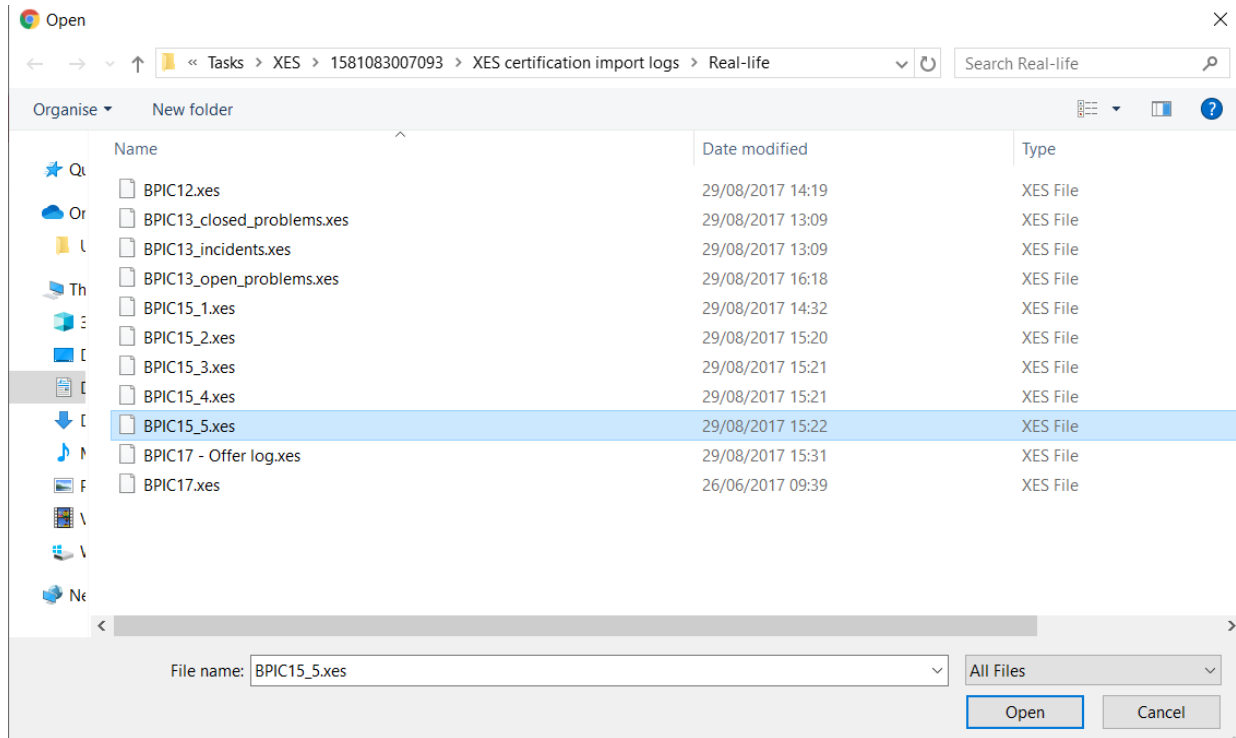 Open
« Tasks > XES > 1581083007093 > XES certification import logs > Real-life
Search Real-life
Organise New folder
Name Date modified Type
BPIC12.xes 29/08/2017 14:19 XES File
BPIC13_closed_problems.xes 29/08/2017 13:09 XES File
BPIC13_incidents.xes 29/08/2017 13:09 XES File
BPIC13_open_problems.xes 29/08/2017 16:18 XES File
BPIC15_1.xes 29/08/2017 14:32 XES File
BPIC15_2.xes 29/08/2017 15:20 XES File
BPIC15_3.xes 29/08/2017 15:21 XES File
BPIC15_4.xes 29/08/2017 15:21 XES File
BPIC15_5.xes 29/08/2017 15:22 XES File
BPIC17 - Offer log.xes 29/08/2017 15:31 XES File
BPIC17.xes 26/06/2017 09:39 XES File
File name: BPIC15_5.xes All Files
Open Cancel